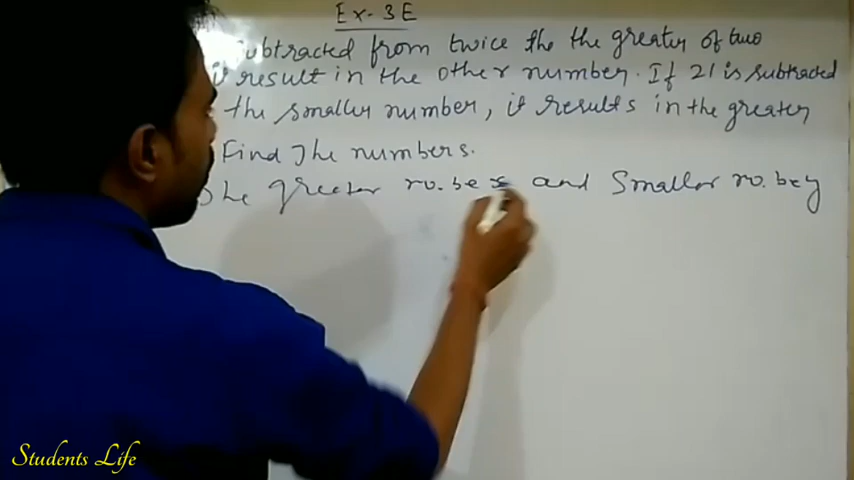 Ex-3E
Subtracted from twice the the greater of two
it result in the other number. If 21 is subtracted
the smaller number, it results in the greater
Find The numbers.
The greater no. be x and Smaller no. be y
Students Life